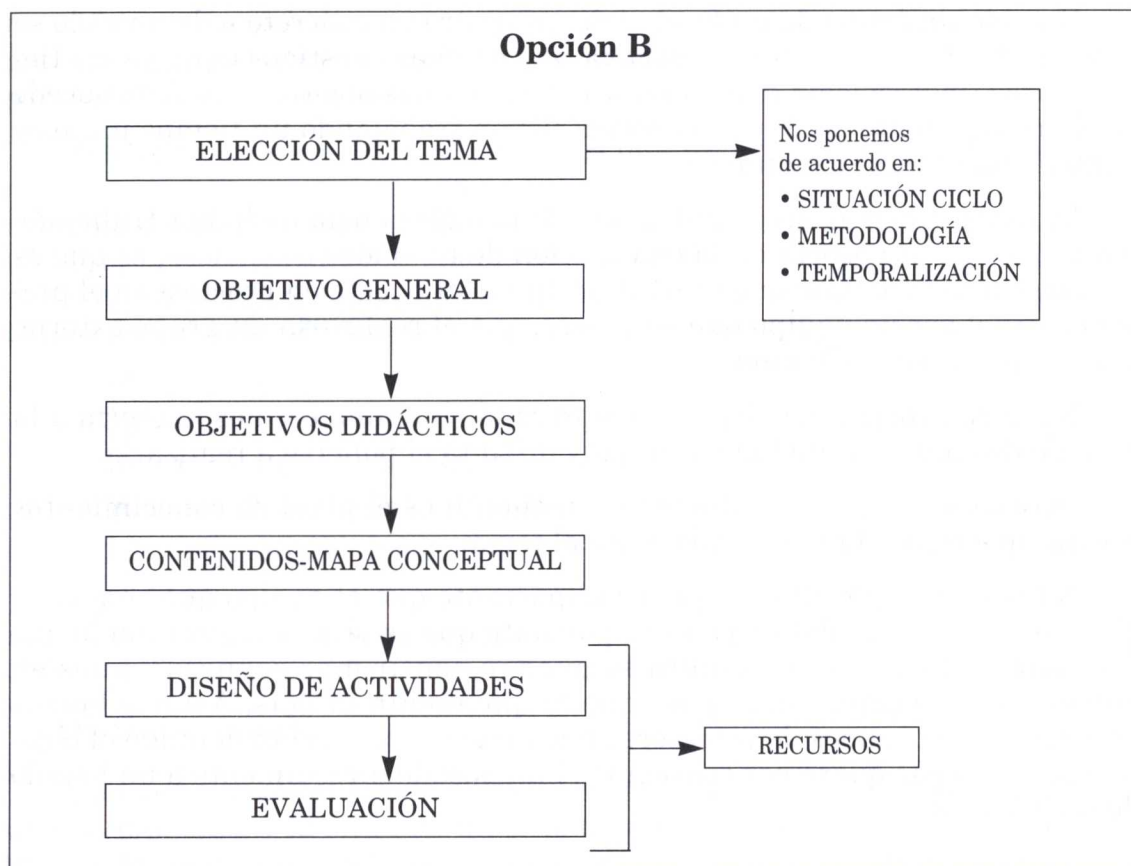 Opción B
ELECCIÓN DEL TEMA
Nos ponemos
de acuerdo en:
• SITUACIÓN CICLO
• METODOLOGÍA
• TEMPORALIZACIÓN
OBJETIVO GENERAL
OBJETIVOS DIDÁCTICOS
CONTENIDOS-MAPA CONCEPTUAL
DISEÑO DE ACTIVIDADES
RECURSOS
EVALUACIÓN